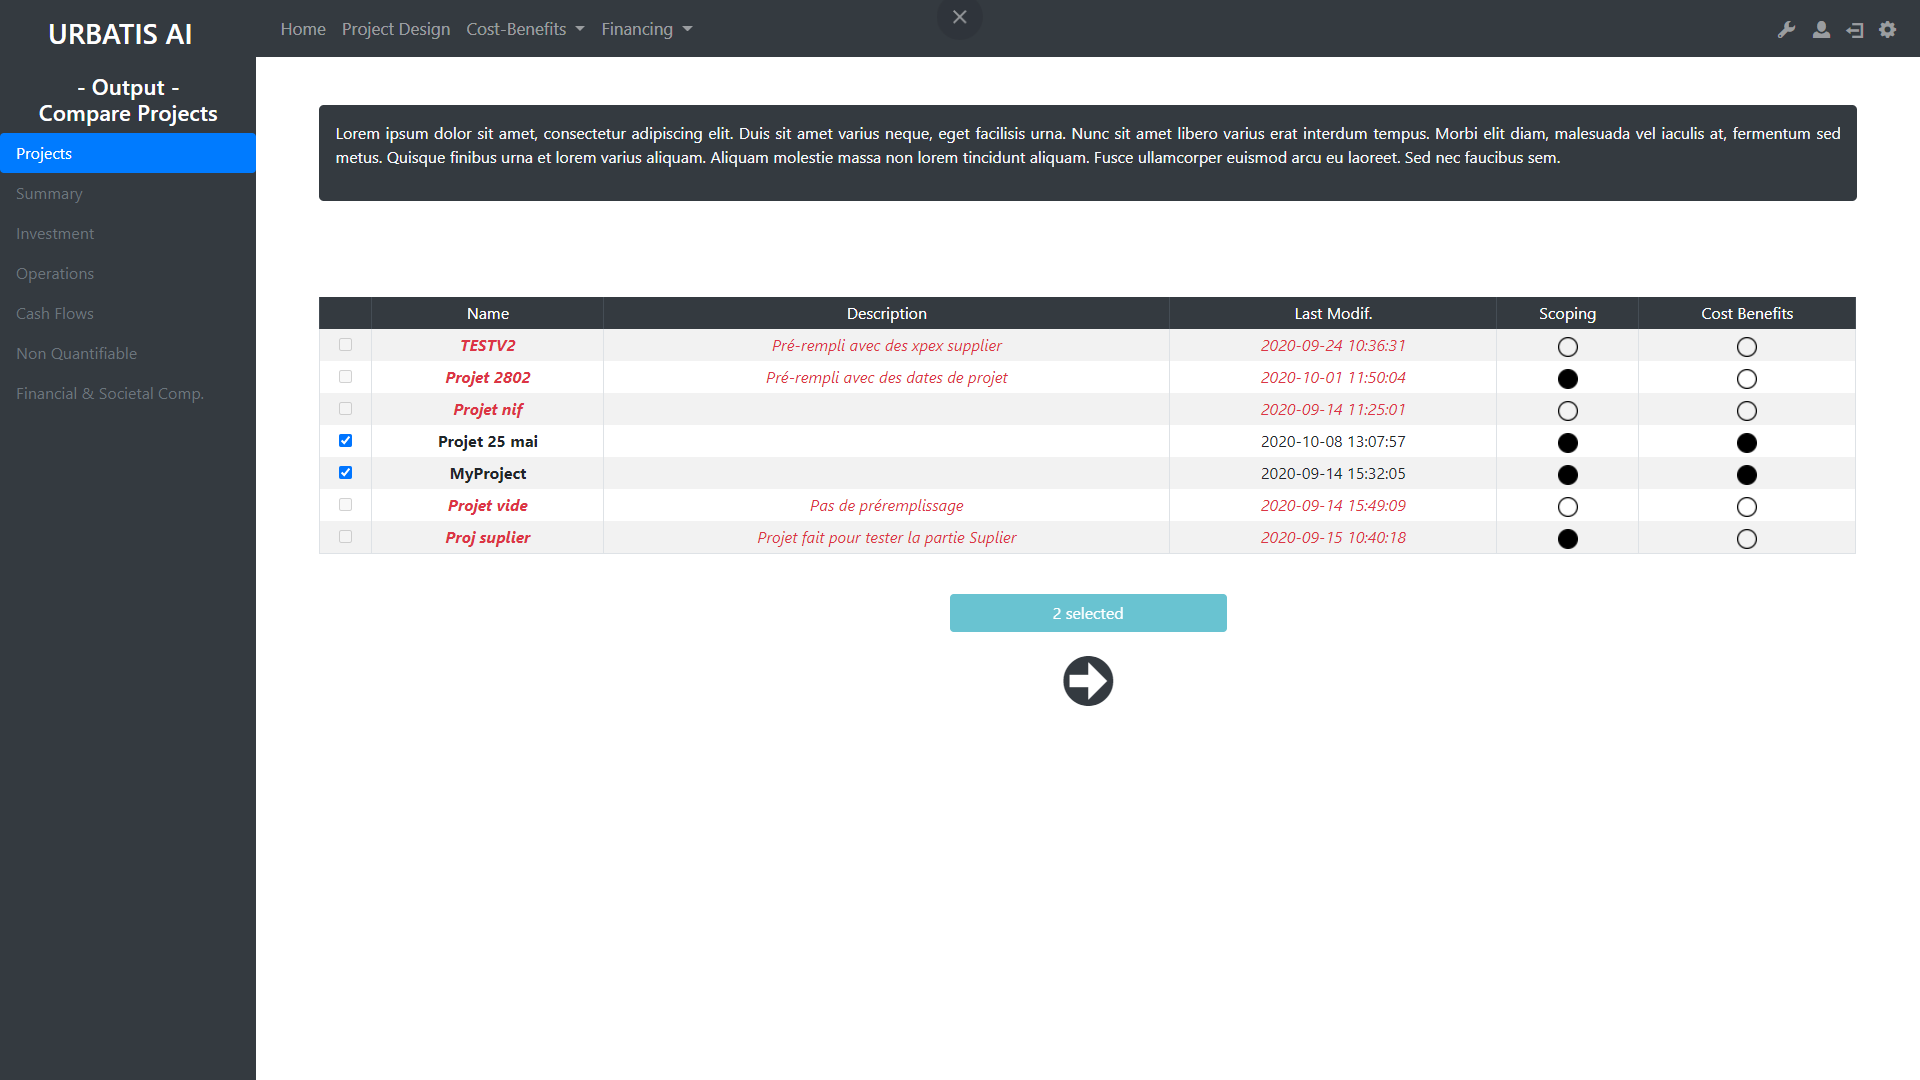 URBATIS AI
Home Project Design Cost-Benefits Financing
- Output -
Compare Projects
Projects
Summary
Investment
Operations
Cash Flows
Non Quantifiable
Financial & Societal Comp.
Lorem ipsum dolor sit amet, consectetur adipiscing elit. Duis sit amet varius neque, eget facilisis urna. Nunc sit amet libero varius erat interdum tempus. Morbi elit diam, malesuada vel iaculis at, fermentum sed
metus. Quisque finibus urna et lorem varius aliquam. Aliquam molestie massa non lorem tincidunt aliquam. Fusce ullamcorper euismod arcu eu laoreet. Sed nec faucibus sem.
Name Description Last Modif. Scoping Cost Benefits
TESTV2 Pré-rempli avec des xpex supplier 2020-09-24 10:36:31
Projet 2802 Pré-rempli avec des dates de projet 2020-10-01 11:50:04
Projet nif 2020-09-14 11:25:01
Projet 25 mai 2020-10-08 13:07:57
MyProject 2020-09-14 15:32:05
Projet vide Pas de préremplissage 2020-09-14 15:49:09
Proj suplier Projet fait pour tester la partie Suplier 2020-09-15 10:40:18
2 selected